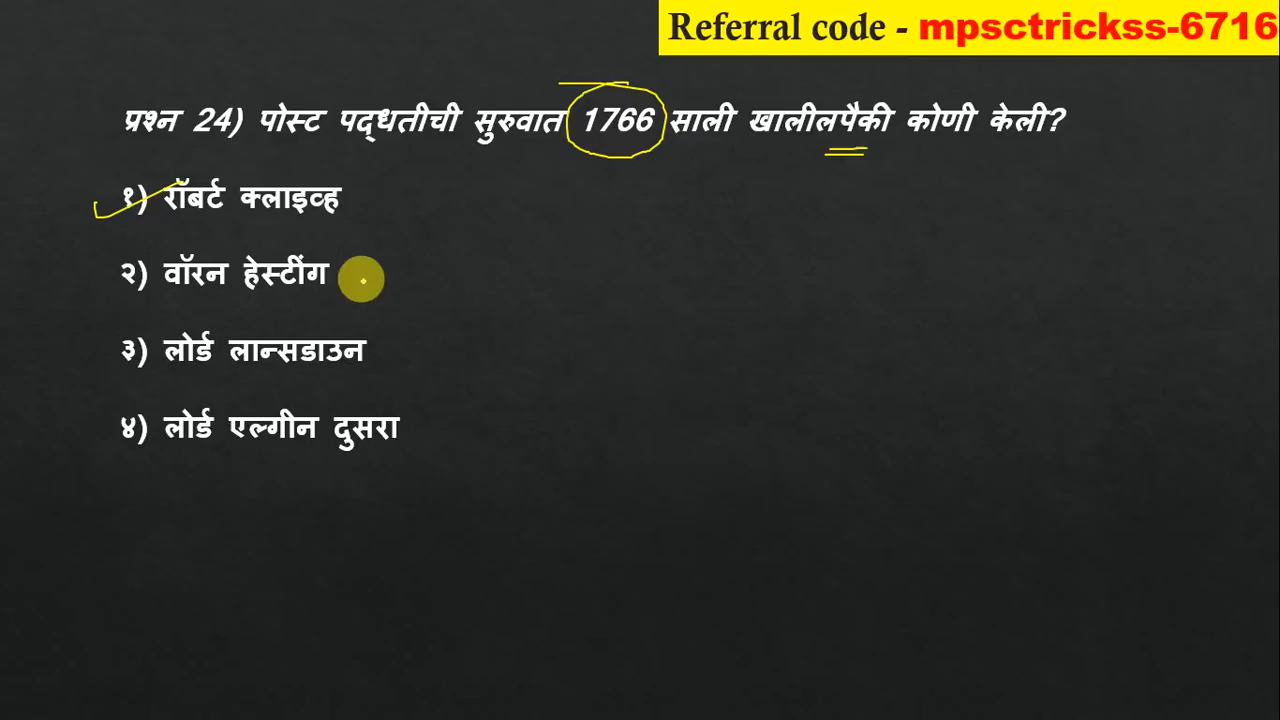 Referral code - mpsctrickss-6716
प्रश्न 24) पोस्ट पद्धतीची सुरुवात 1766 साली खालीलपैकी कोणी केली?
१) रॉबर्ट क्लाइव्ह
२) वॉरन हेस्टींग
३) लोर्ड लान्सडाउन
४) लोर्ड एल्गीन दुसरा